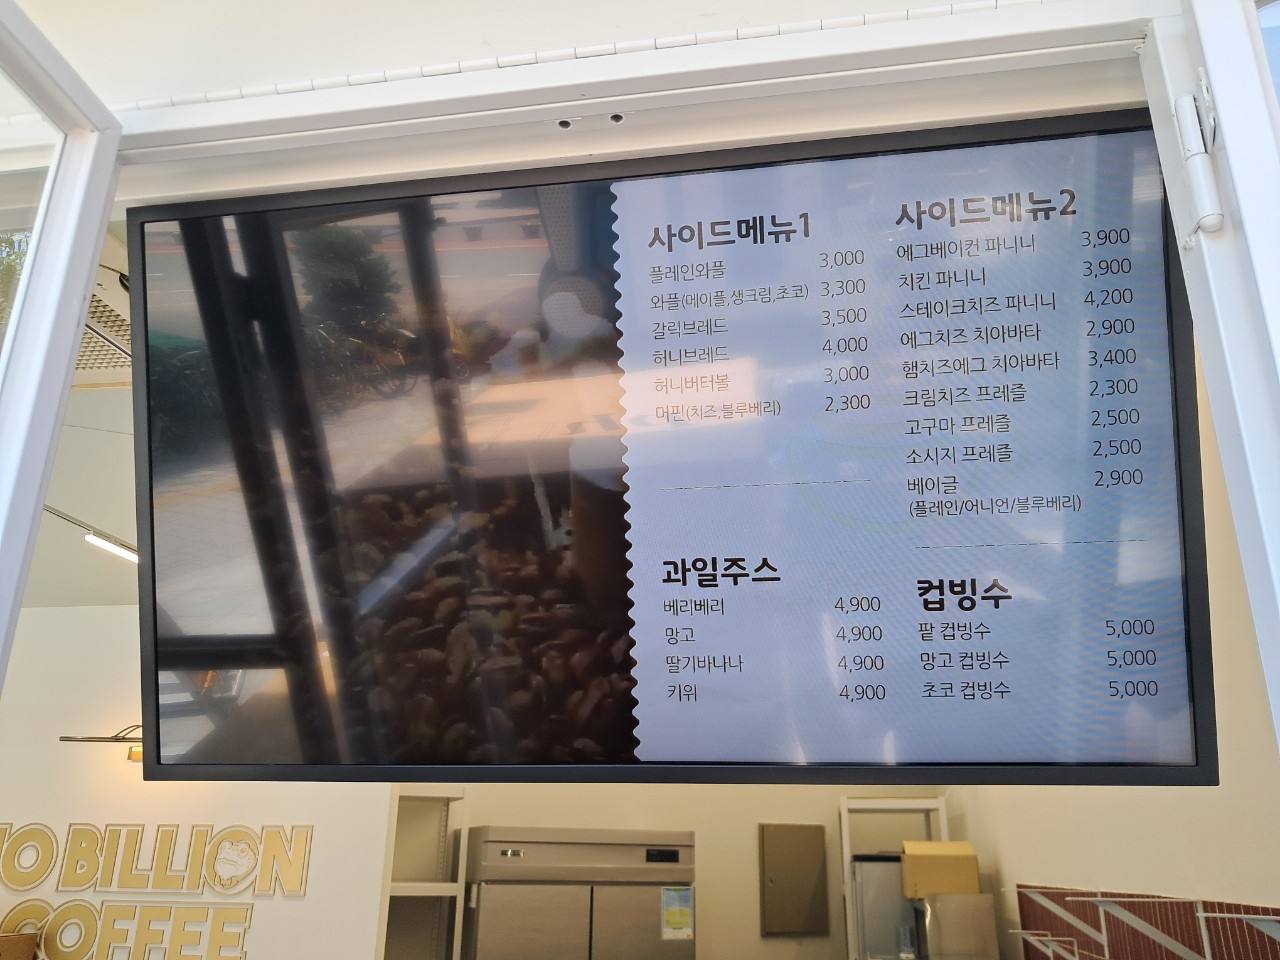 사이드메뉴1
플레인와플 3,000
와플(메이플,생크림,초코) 3,300
갈릭브레드 3,500
허니브레드 4,000
허니버터볼 3,000
머핀(치즈,블루베리) 2,300
과일주스
베리베리 4,900
망고 4,900
딸기바나나 4,900
키위 4,900
사이드메뉴2
에그베이컨 파니니 3,900
치킨 파니니 3,900
스테이크치즈 파니니 4,200
에그치즈 치아바타 2,900
햄치즈에그 치아바타 3,400
크림치즈 프레즐 2,300
고구마 프레즐 2,500
소시지 프레즐 2,500
베이글 2,900
(플레인/어니언/블루베리)
컵빙수
팥 컵빙수 5,000
망고 컵빙수 5,000
초코 컵빙수 5,000
BILLION
COFFEE